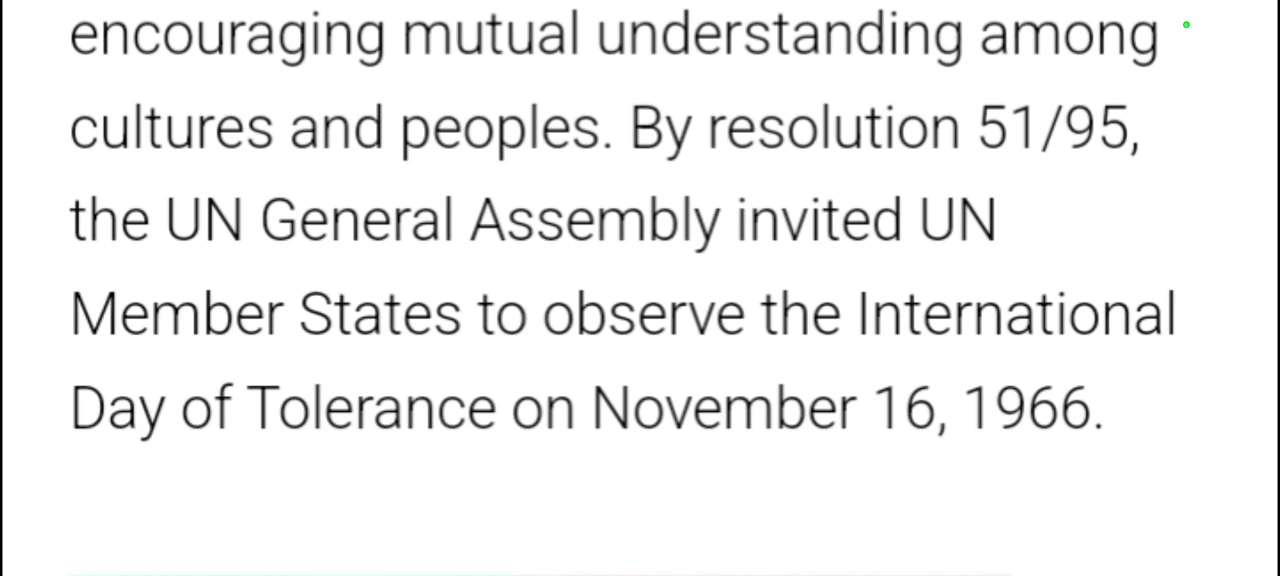 encouraging mutual understanding among
cultures and peoples. By resolution 51/95,
the UN General Assembly invited UN
Member States to observe the International
Day of Tolerance on November 16, 1966.